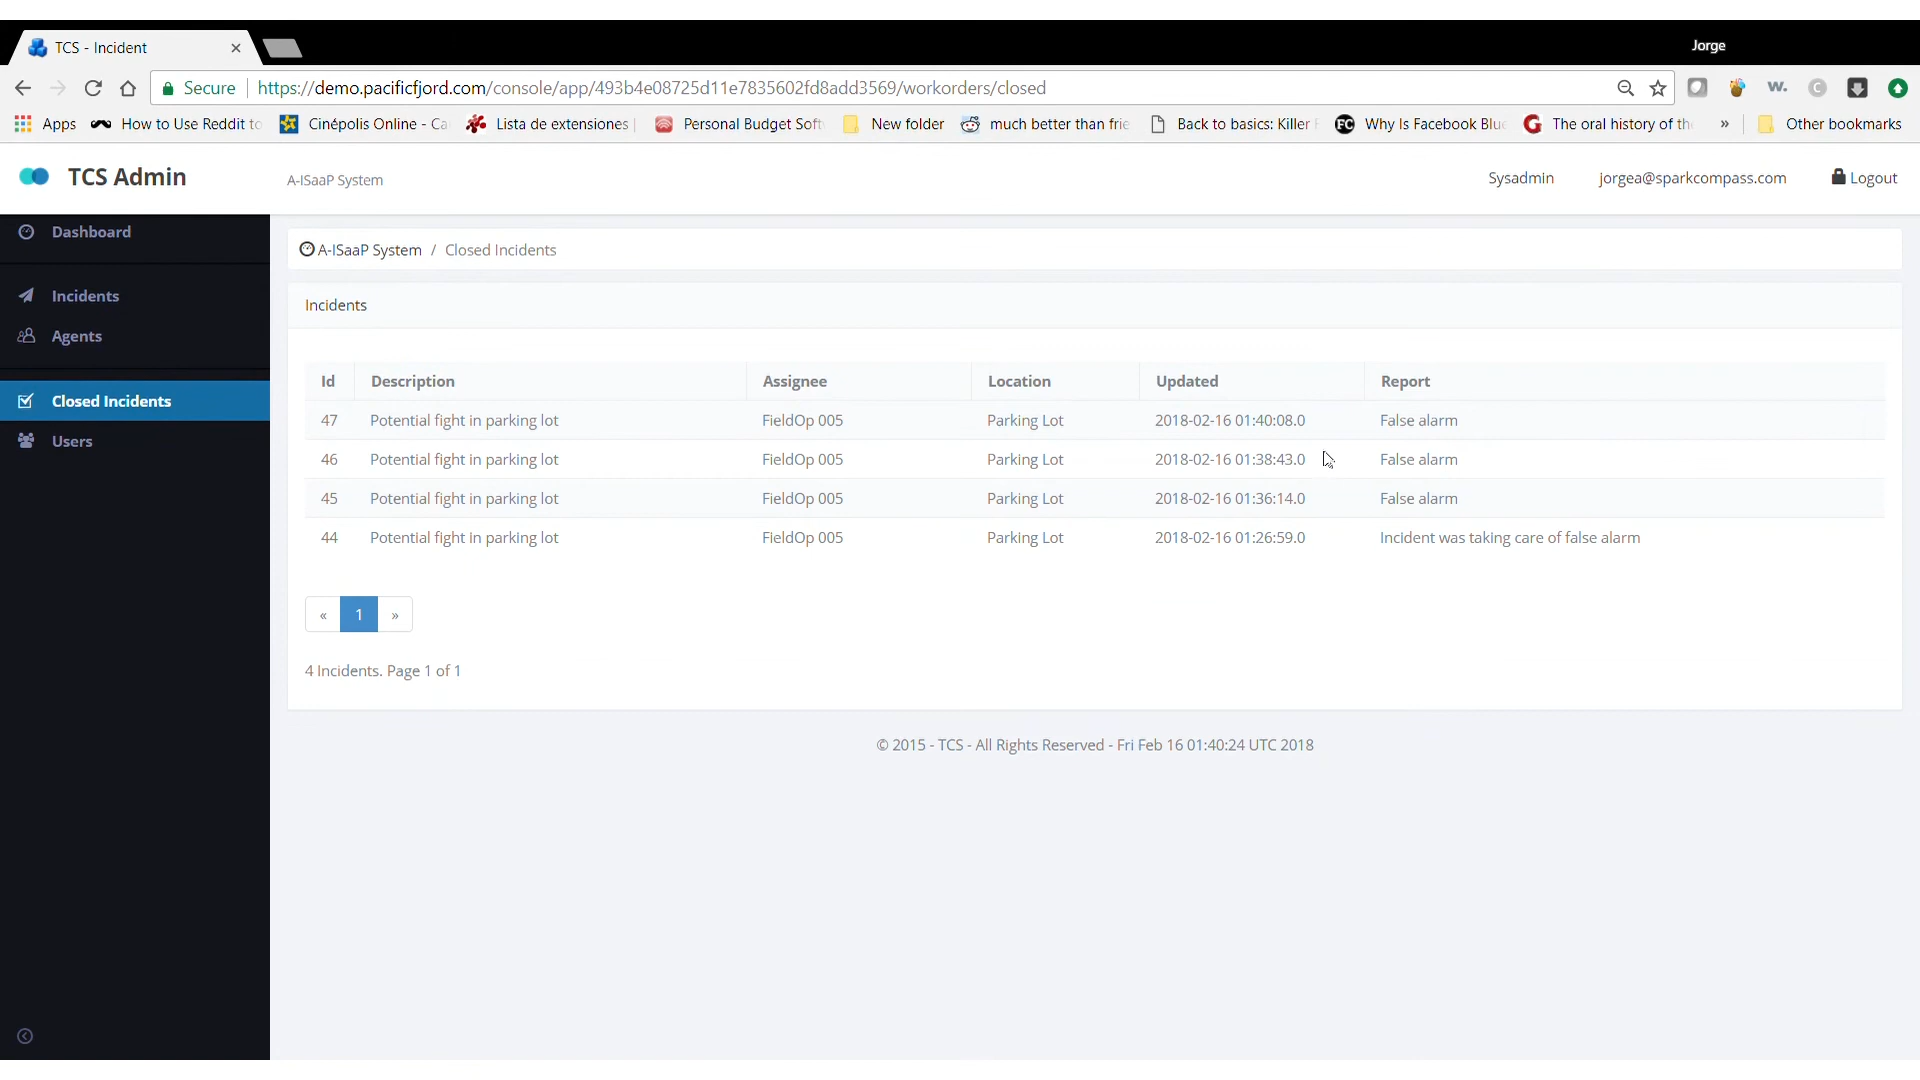 TCS - Incident
Jorge
Secure https://demo.pacificfjord.com/console/app/493b4e08725d11e7835602fd8add3569/workorders/closed
Apps How to Use Reddit to Cinépolis Online - Ca Lista de extensiones Personal Budget Soft New folder much better than frie Back to basics: Killer FC Why Is Facebook Blu The oral history of th » Other bookmarks
TCS Admin A-ISaaP System Sysadmin jorgea@sparkcompass.com Logout
Dashboard
Incidents
Agents
Closed Incidents
Users
A-ISaaP System / Closed Incidents
Incidents
Id Description Assignee Location Updated Report
47 Potential fight in parking lot FieldOp 005 Parking Lot 2018-02-16 01:40:08.0 False alarm
46 Potential fight in parking lot FieldOp 005 Parking Lot 2018-02-16 01:38:43.0 False alarm
45 Potential fight in parking lot FieldOp 005 Parking Lot 2018-02-16 01:36:14.0 False alarm
44 Potential fight in parking lot FieldOp 005 Parking Lot 2018-02-16 01:26:59.0 Incident was taking care of false alarm
« 1 »
4 Incidents. Page 1 of 1
© 2015 - TCS - All Rights Reserved - Fri Feb 16 01:40:24 UTC 2018